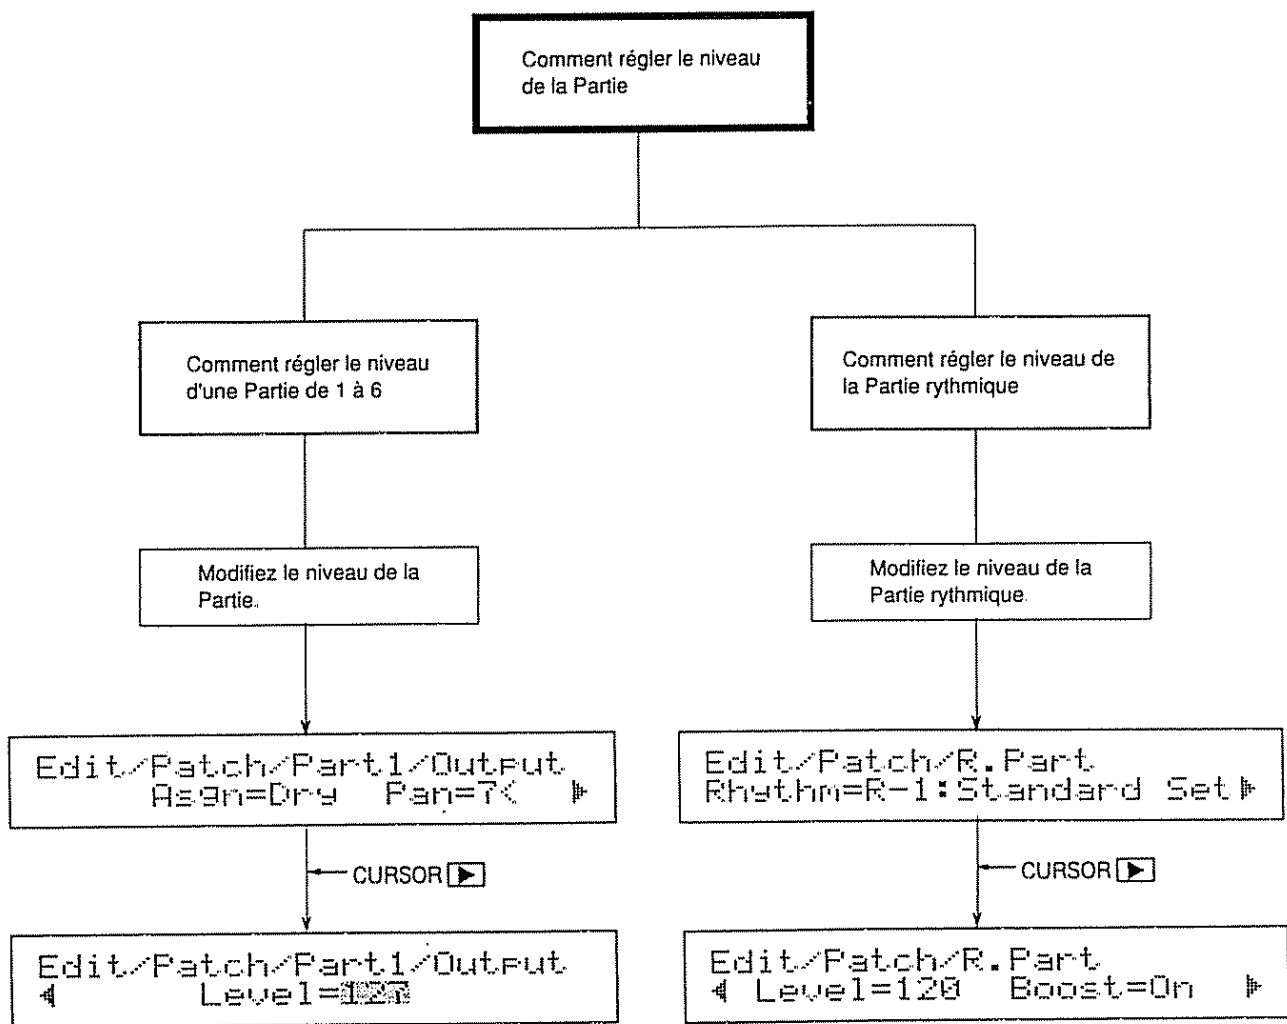 Comment régler le niveau
de la Partie
Comment régler le niveau
d'une Partie de 1 à 6
Comment régler le niveau de
la Partie rythmique
Modifiez le niveau de la
Partie.
Modifiez le niveau de la
Partie rythmique.
Edit/Patch/Part1/Output
Asgn=Dry Pan=7<
Edit/Patch/R.Part
Rhythm=R-1:Standard Set
CURSOR
CURSOR
Edit/Patch/Part1/Output
Level=127
Edit/Patch/R.Part
Level=120 Boost=On